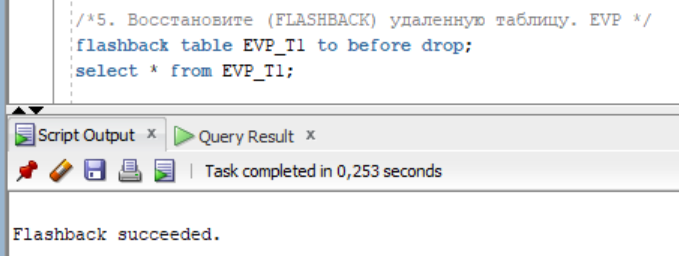 /*5. Восстановите (FLASHBACK) удаленную таблицу. EVP */
flashback table EVP_T1 to before drop;
select * from EVP_T1;
Script Output x Query Result x
Task completed in 0,253 seconds
Flashback succeeded.